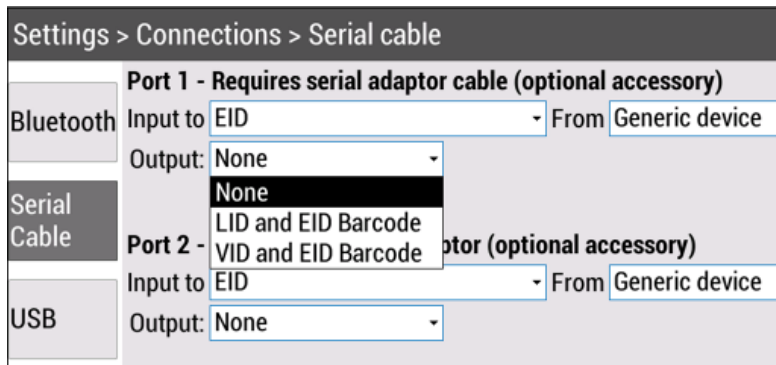 Settings > Connections > Serial cable
Port 1 - Requires serial adaptor cable (optional accessory)
Bluetooth
Input to EID From Generic device
Output: None
None
LID and EID Barcode
VID and EID Barcode
Serial
Cable
Port 2 - ptor (optional accessory)
Input to EID From Generic device
USB
Output: None